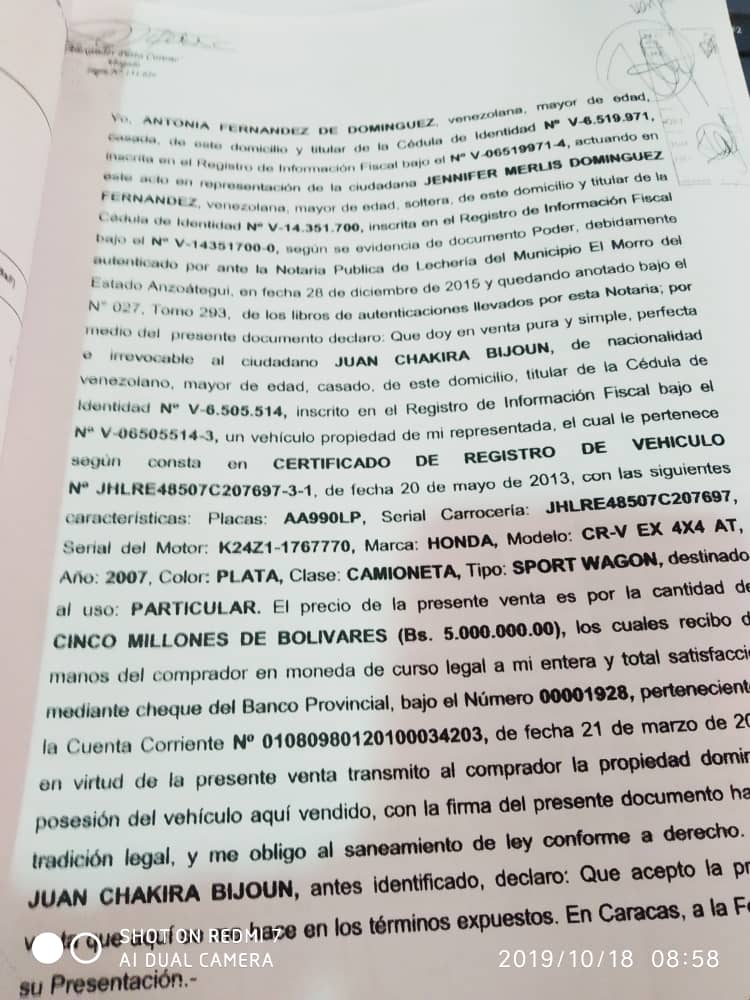 Abogado
Yo, ANTONIA FERNANDEZ DE DOMINGUEZ, venezolana, mayor de edad,
casada, de este domicilio y titular de la Cédula de Identidad Nº V-6.519.971,
inscrita en el Registro de Información Fiscal bajo el Nº V-06519971-4, actuando en
este acto en representación de la ciudadana JENNIFER MERLIS DOMINGUEZ
FERNANDEZ, venezolana, mayor de edad, soltera, de este domicilio y titular de la
Cédula de Identidad Nº V-14.351.700, inscrita en el Registro de Información Fiscal
bajo el Nº V-14351700-0, según se evidencia de documento Poder, debidamente
autenticado por ante la Notaria Publica de Lechería del Municipio El Morro del
Estado Anzoátegui, en fecha 28 de diciembre de 2015 y quedando anotado bajo el
N° 027, Tomo 293, de los libros de autenticaciones llevados por esta Notaria; por
medio del presente documento declaro: Que doy en venta pura y simple, perfecta
e irrevocable al ciudadano JUAN CHAKIRA BIJOUN, de nacionalidad
venezolano, mayor de edad, casado, de este domicilio, titular de la Cédula de
Identidad Nº V-6.505.514, inscrito en el Registro de Información Fiscal bajo el
Nº V-06505514-3, un vehículo propiedad de mi representada, el cual le pertenece
según consta en CERTIFICADO DE REGISTRO DE VEHICULO
Nº JHLRE48507C207697-3-1, de fecha 20 de mayo de 2013, con las siguientes
características: Placas: AA990LP, Serial Carrocería: JHLRE48507C207697,
Serial del Motor: K24Z1-1767770, Marca: HONDA, Modelo: CR-V EX 4X4 AT,
Año: 2007, Color: PLATA, Clase: CAMIONETA, Tipo: SPORT WAGON, destinado
al uso: PARTICULAR. El precio de la presente venta es por la cantidad de
CINCO MILLONES DE BOLIVARES (Bs. 5.000.000.00), los cuales recibo d
manos del comprador en moneda de curso legal a mi entera y total satisfacci
mediante cheque del Banco Provincial, bajo el Número 00001928, perteneciente
la Cuenta Corriente Nº 01080980120100034203, de fecha 21 de marzo de 20
en virtud de la presente venta transmito al comprador la propiedad domin
posesión del vehículo aquí vendido, con la firma del presente documento ha
tradición legal, y me obligo al saneamiento de ley conforme a derecho.
JUAN CHAKIRA BIJOUN, antes identificado, declaro: Que acepto la pr
que aquí se me hace en los términos expuestos. En Caracas, a la Fe
su Presentación.-
SHOT ON REDMI 7
AI DUAL CAMERA
2019/10/18 08:58